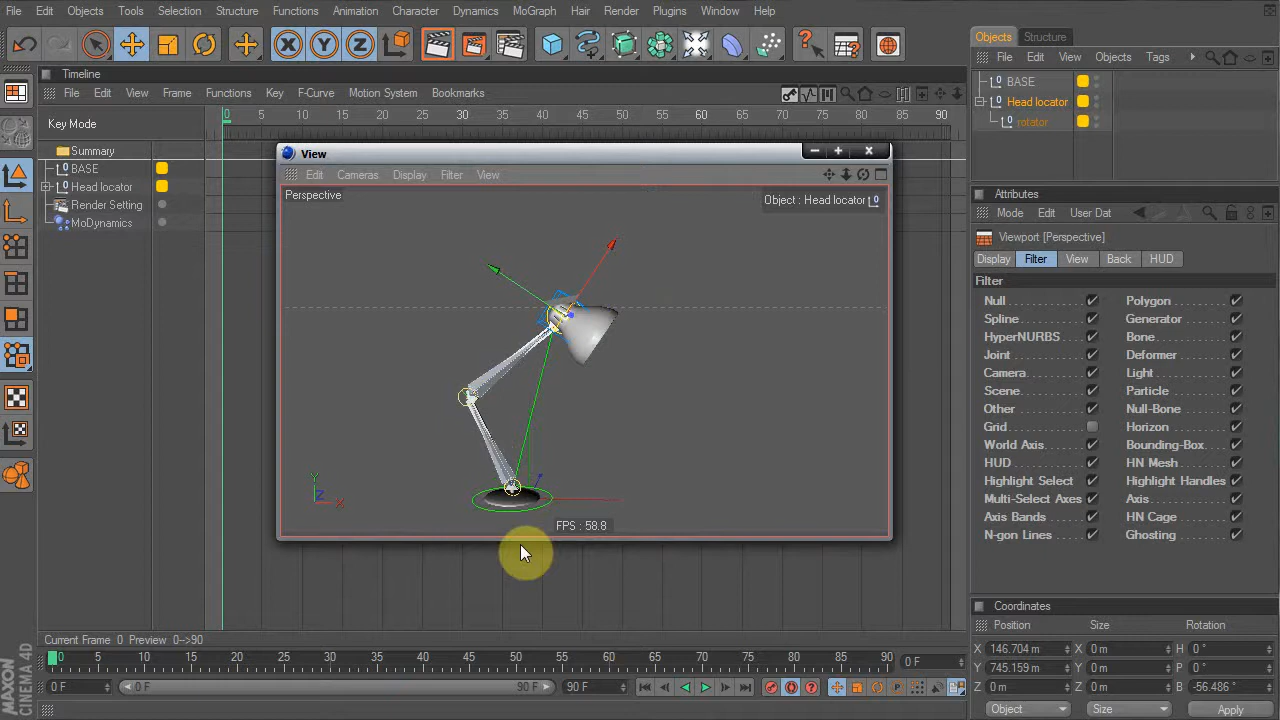 File Edit Objects Tools Selection Structure Functions Animation Character Dynamics MoGraph Hair Render Plugins Window Help
Objects Structure
File Edit View Objects Tags
BASE
Head locator
rotator
Timeline
File Edit View Frame Functions Key F-Curve Motion System Bookmarks
Key Mode
0 5 10 15 20 25 30 35 40 45 50 55 60 65 70 75 80 85 90
Summary
BASE
Head locator
Render Setting
MoDynamics
View
Edit Cameras Display Filter View
Perspective
Object : Head locator
Y
Z
X
FPS : 58.8
Attributes
Mode Edit User Dat
Viewport [Perspective]
Display Filter View Back HUD
Filter
Null Polygon
Spline Generator
HyperNURBS Bone
Joint Deformer
Camera Light
Scene Particle
Other Null-Bone
Grid Horizon
World Axis Bounding-Box
HUD HN Mesh
Highlight Select Highlight Handles
Multi-Select Axes Axis
Axis Bands HN Cage
N-gon Lines Ghosting
Coordinates
Position Size Rotation
X 146.704 m X 0 m H 0 °
Y 745.159 m Y 0 m P 0 °
Z 0 m Z 0 m B -56.486 °
Object Size Apply
Current Frame 0 Preview 0-->90
0 5 10 15 20 25 30 35 40 45 50 55 60 65 70 75 80 85 90 0 F
0 F 0 F 90 F 90 F
MAXON
CINEMA 4D